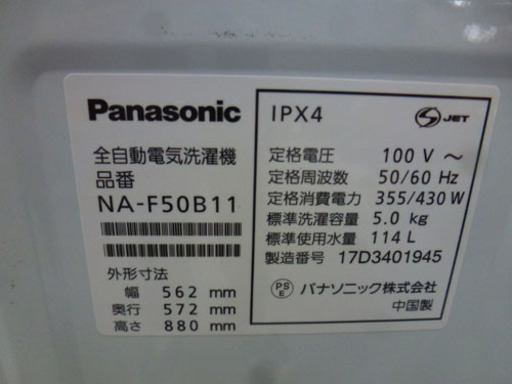 Panasonic
全自動電気洗濯機
品番
NA-F50B11
外形寸法
幅 562 mm
奥行 572 mm
高さ 880 mm
IPX4
S JET
定格電圧 100 V ～
定格周波数 50/60 Hz
定格消費電力 355/430 W
標準洗濯容量 5.0 kg
標準使用水量 114 L
製造番号 17D3401945
PS E パナソニック株式会社
中国製